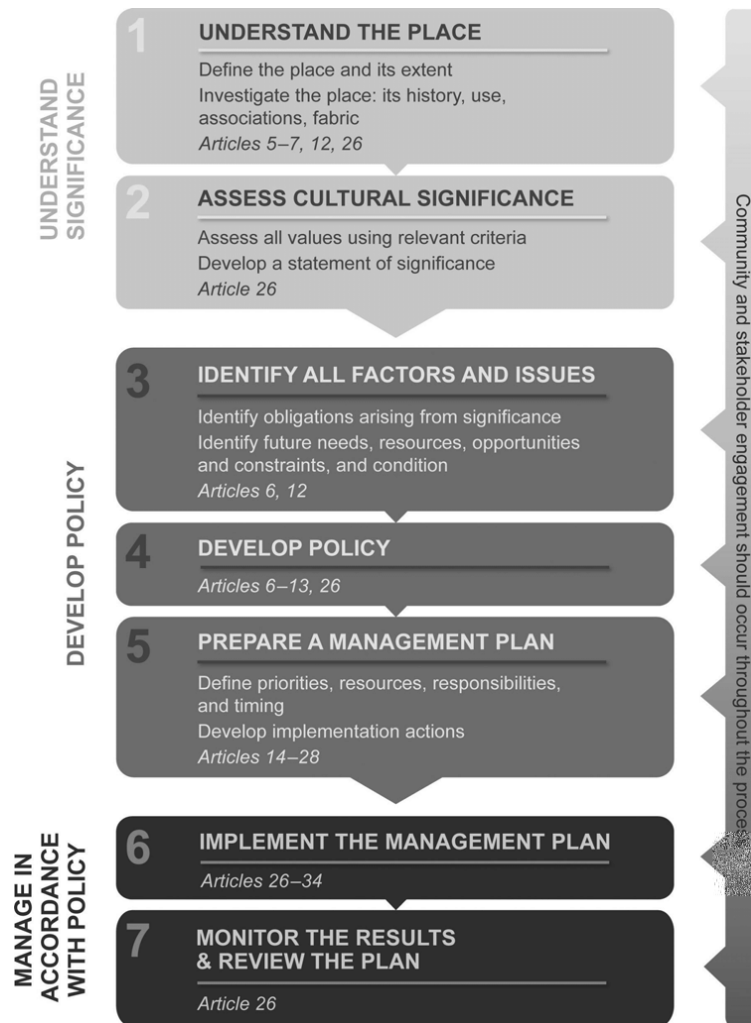 UNDERSTAND
SIGNIFICANCE
1
UNDERSTAND THE PLACE
Define the place and its extent
Investigate the place: its history, use,
associations, fabric
Articles 5–7, 12, 26
2
ASSESS CULTURAL SIGNIFICANCE
Assess all values using relevant criteria
Develop a statement of significance
Article 26
DEVELOP POLICY
3
IDENTIFY ALL FACTORS AND ISSUES
Identify obligations arising from significance
Identify future needs, resources, opportunities
and constraints, and condition
Articles 6, 12
4
DEVELOP POLICY
Articles 6–13, 26
5
PREPARE A MANAGEMENT PLAN
Define priorities, resources, responsibilities,
and timing
Develop implementation actions
Articles 14–28
MANAGE IN
ACCORDANCE
WITH POLICY
6
IMPLEMENT THE MANAGEMENT PLAN
Articles 26–34
7
MONITOR THE RESULTS
& REVIEW THE PLAN
Article 26
Community and stakeholder engagement should occur throughout the